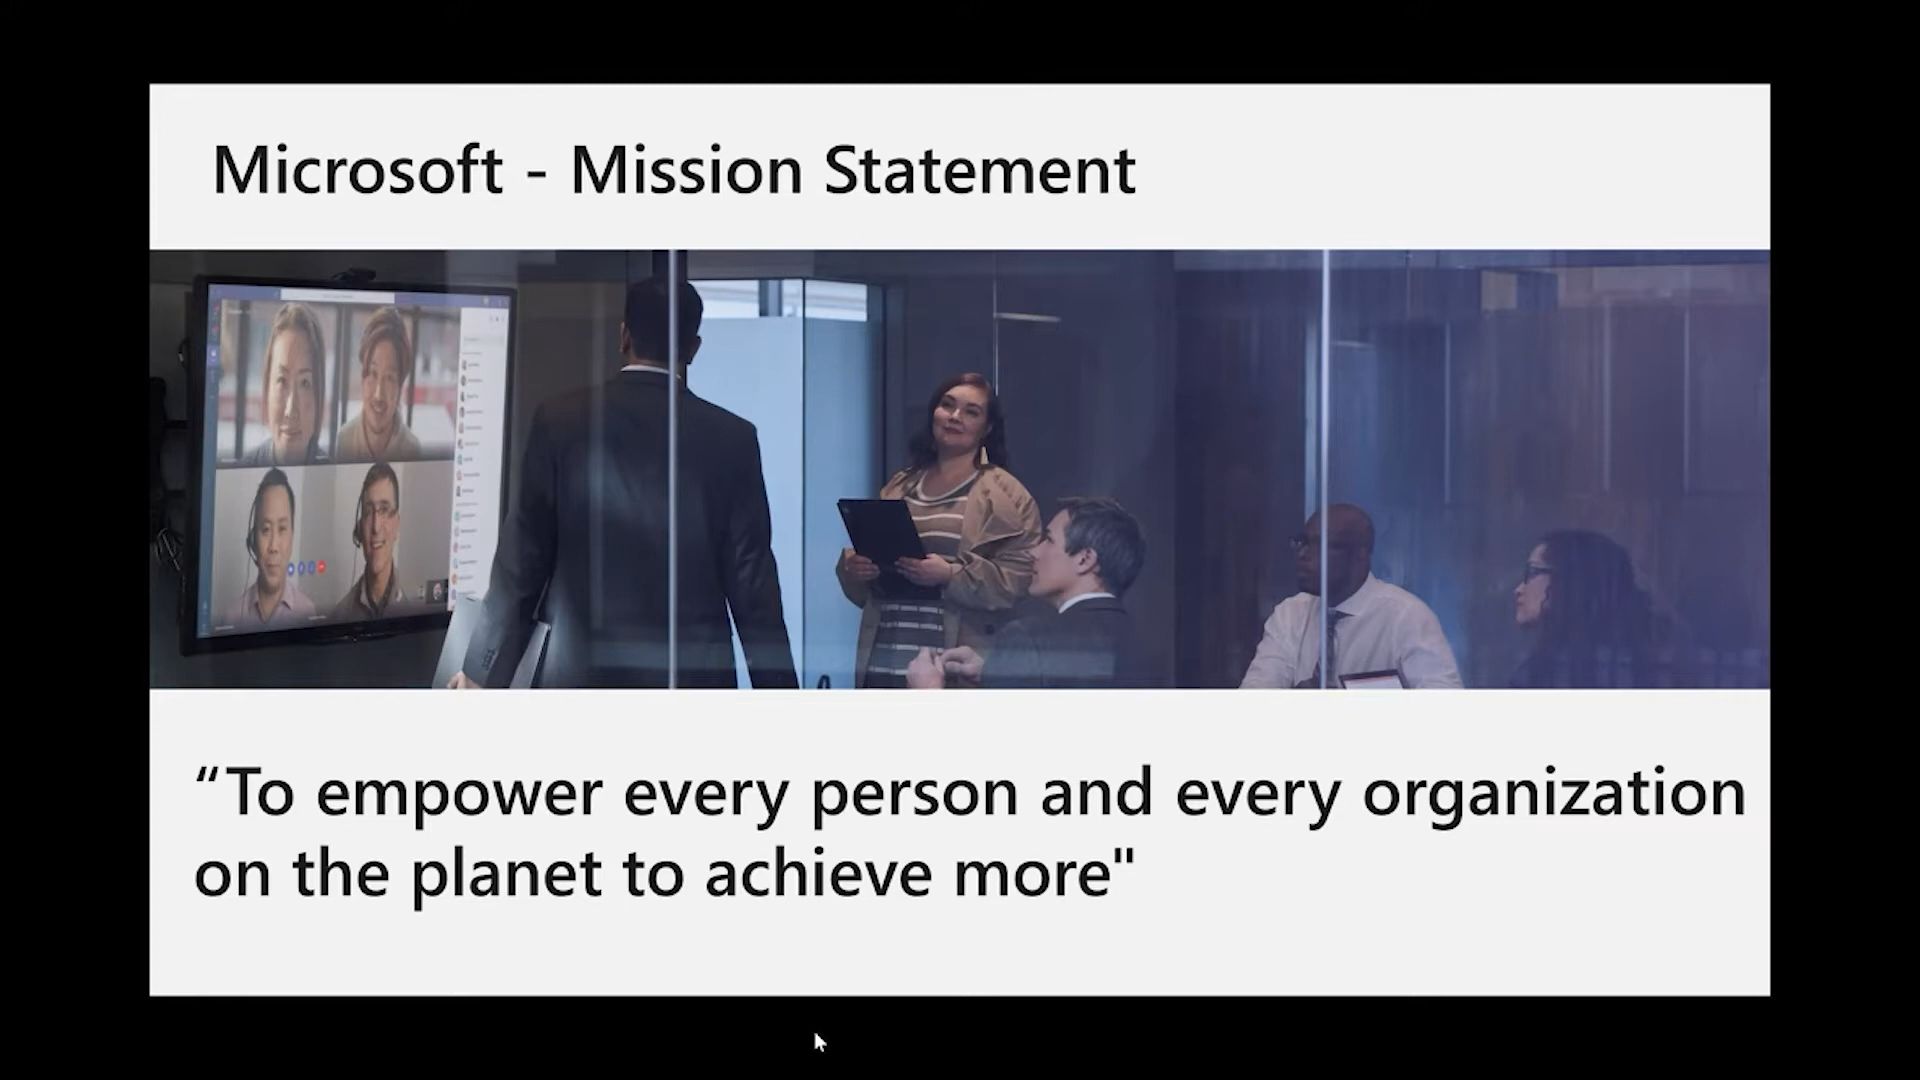 Microsoft - Mission Statement
“To empower every person and every organization
on the planet to achieve more"